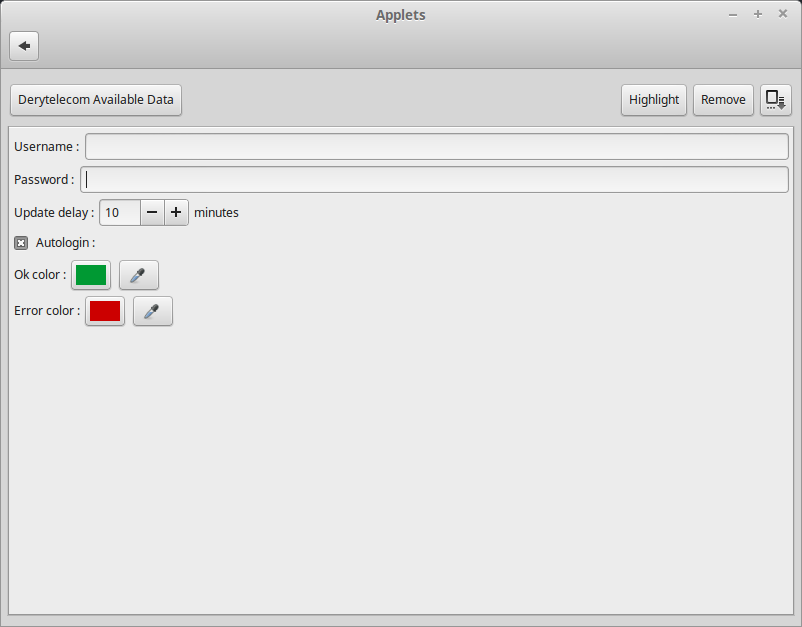 Applets
Derytelecom Available Data
Highlight
Remove
Username :
Password :
Update delay : 10 minutes
Autologin :
Ok color :
Error color :